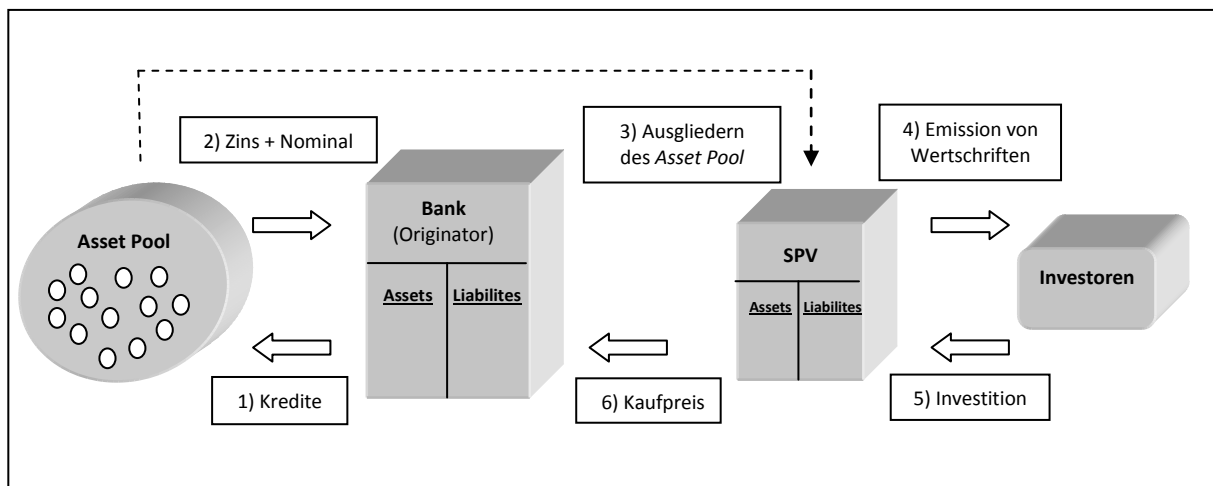 2) Zins + Nominal
3) Ausgliedern
des Asset Pool
4) Emission von
Wertschriften
Asset Pool
Bank
(Originator)
Assets
Liabilites
SPV
Assets
Liabilites
Investoren
1) Kredite
6) Kaufpreis
5) Investition